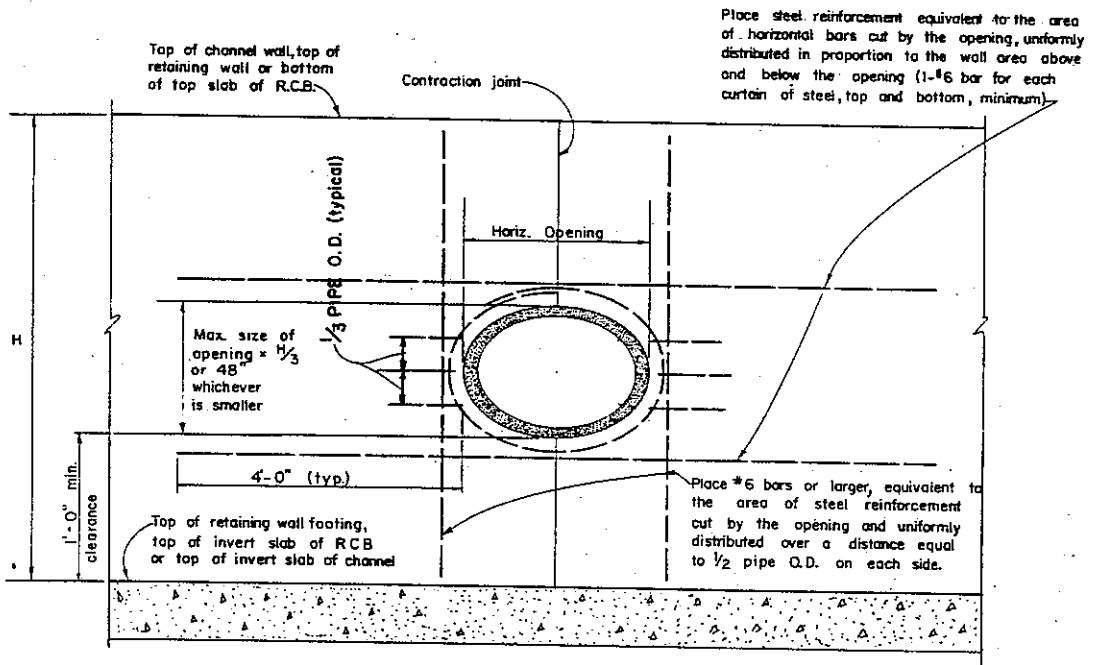 Place steel reinforcement equivalent to the area
of horizontal bars cut by the opening, uniformly
distributed in proportion to the wall area above
and below the opening (1-#6 bar for each
curtain of steel, top and bottom, minimum)
Top of channel wall, top of
retaining wall or bottom
of top slab of R.C.B.
Contraction joint
1/3 PIPE O.D. (typical)
Horiz. Opening
H
Max. size of
opening = H/3
or 48"
whichever
is smaller
1'-0" min.
clearance
4'-0" (typ.)
Place #6 bars or larger, equivalent to
the area of steel reinforcement
cut by the opening and uniformly
distributed over a distance equal
to 1/2 pipe O.D. on each side.
Top of retaining wall footing,
top of invert slab of RCB
or top of invert slab of channel